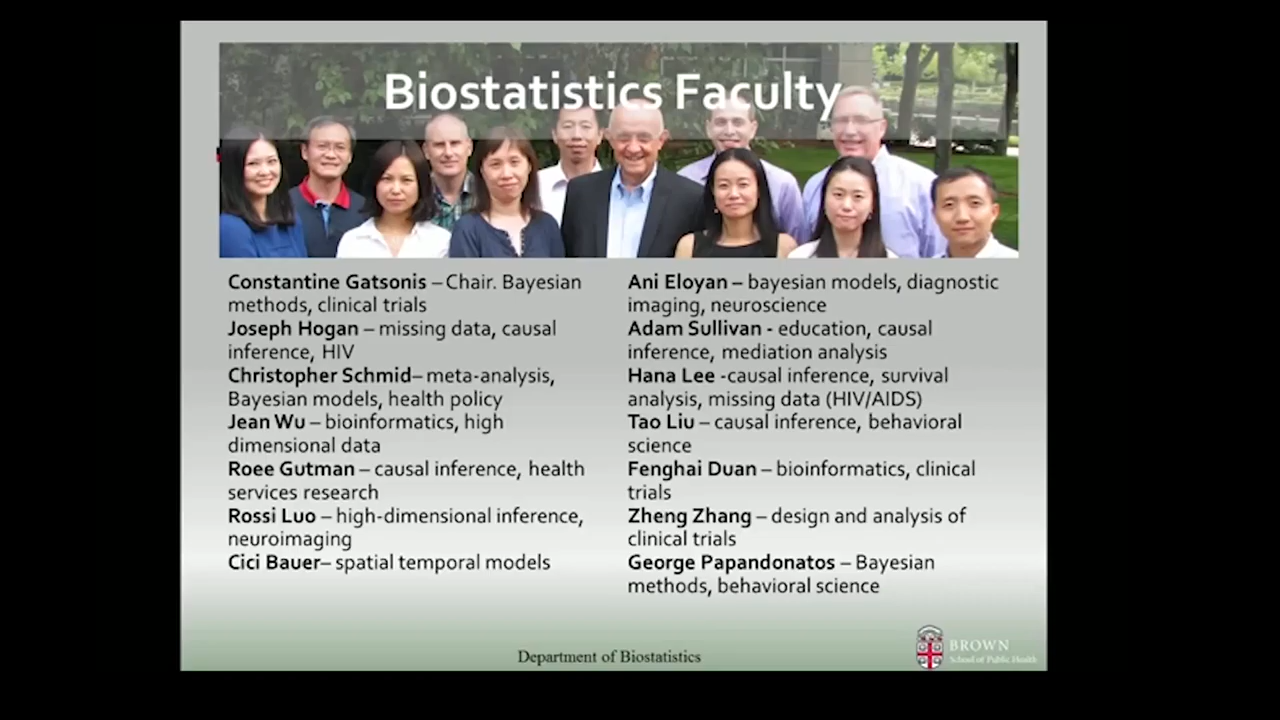 Biostatistics Faculty
Constantine Gatsonis – Chair. Bayesian
methods, clinical trials
Joseph Hogan – missing data, causal
inference, HIV
Christopher Schmid– meta-analysis,
Bayesian models, health policy
Jean Wu – bioinformatics, high
dimensional data
Roee Gutman – causal inference, health
services research
Rossi Luo – high-dimensional inference,
neuroimaging
Cici Bauer– spatial temporal models
Ani Eloyan – bayesian models, diagnostic
imaging, neuroscience
Adam Sullivan - education, causal
inference, mediation analysis
Hana Lee -causal inference, survival
analysis, missing data (HIV/AIDS)
Tao Liu – causal inference, behavioral
science
Fenghai Duan – bioinformatics, clinical
trials
Zheng Zhang – design and analysis of
clinical trials
George Papandonatos – Bayesian
methods, behavioral science
Department of Biostatistics
BROWN
School of Public Health